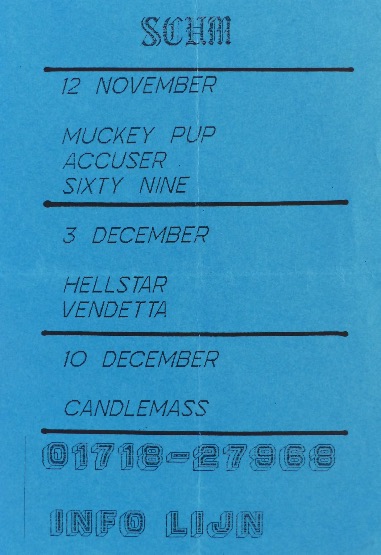 SCHM
12 NOVEMBER
MUCKEY PUP
ACCUSER
SIXTY NINE
3 DECEMBER
HELLSTAR
VENDETTA
10 DECEMBER
CANDLEMASS
01718-27968
INFO LIJN